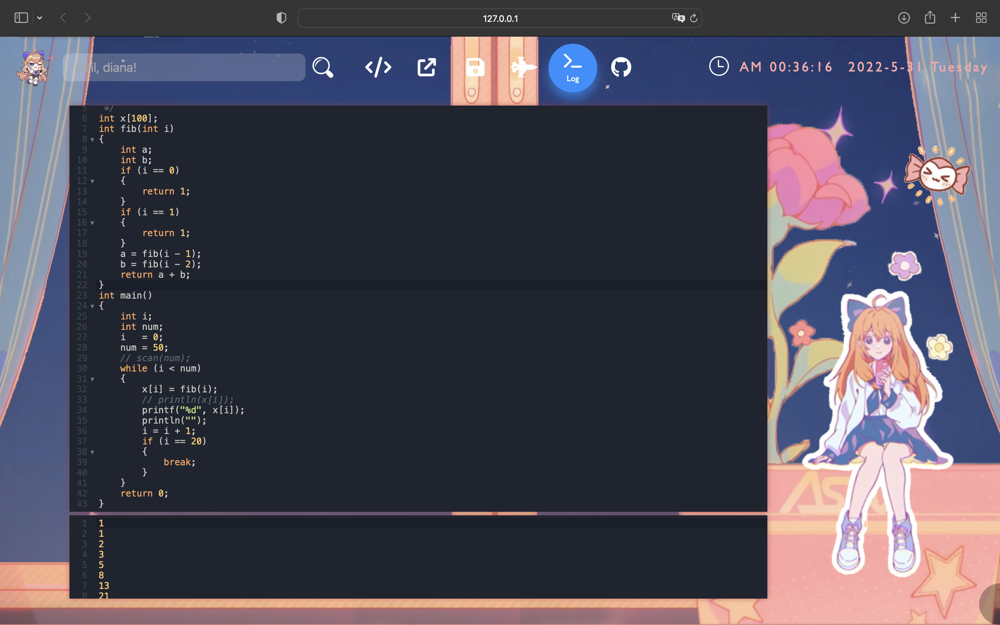 127.0.0.1
Hail, diana!
Log
AM 00:36:16 2022-5-31 Tuesday
5 */
6 int x[100];
7 int fib(int i)
8 {
9 int a;
10 int b;
11 if (i == 0)
12 {
13 return 1;
14 }
15 if (i == 1)
16 {
17 return 1;
18 }
19 a = fib(i - 1);
20 b = fib(i - 2);
21 return a + b;
22 }
23 int main()
24 {
25 int i;
26 int num;
27 i   = 0;
28 num = 50;
29 // scan(num);
30 while (i < num)
31 {
32 x[i] = fib(i);
33 // println(x[i]);
34 printf("%d", x[i]);
35 println("");
36 i = i + 1;
37 if (i == 20)
38 {
39 break;
40 }
41 }
42 return 0;
43 }
1 1
2 1
3 2
4 3
5 5
6 8
7 13
8 21